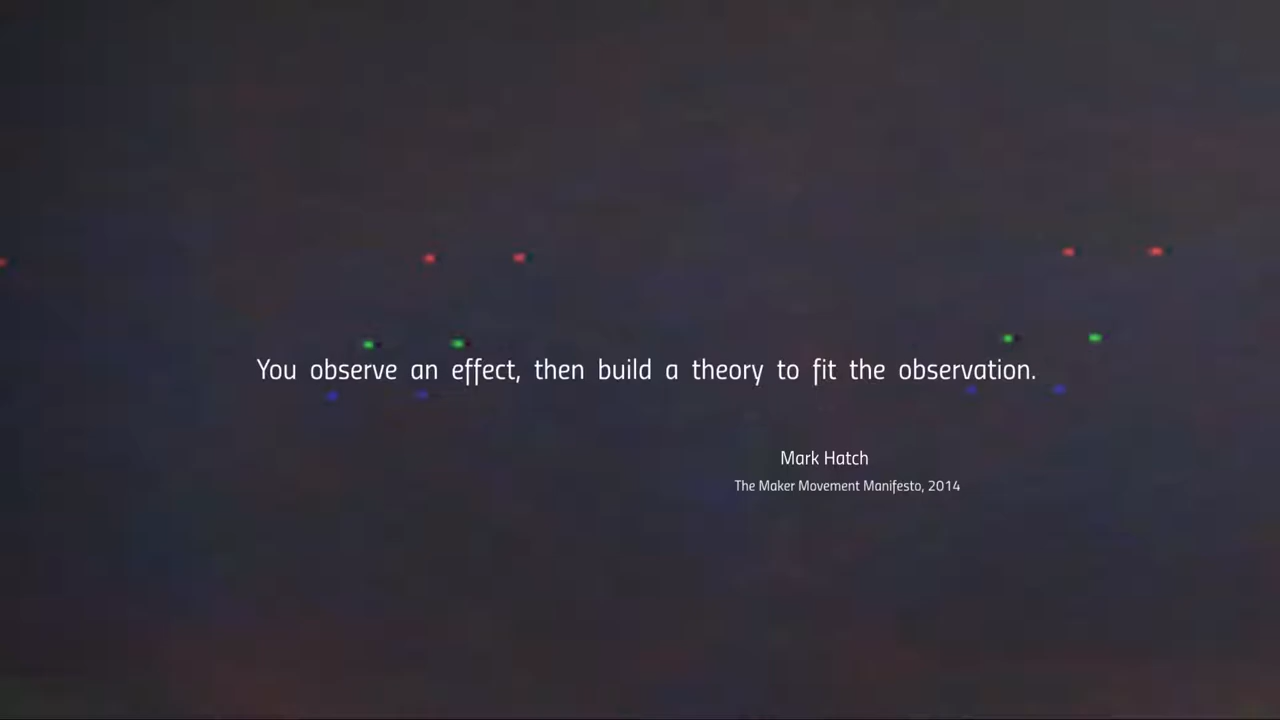 You observe an effect, then build a theory to fit the observation.
Mark Hatch
The Maker Movement Manifesto, 2014